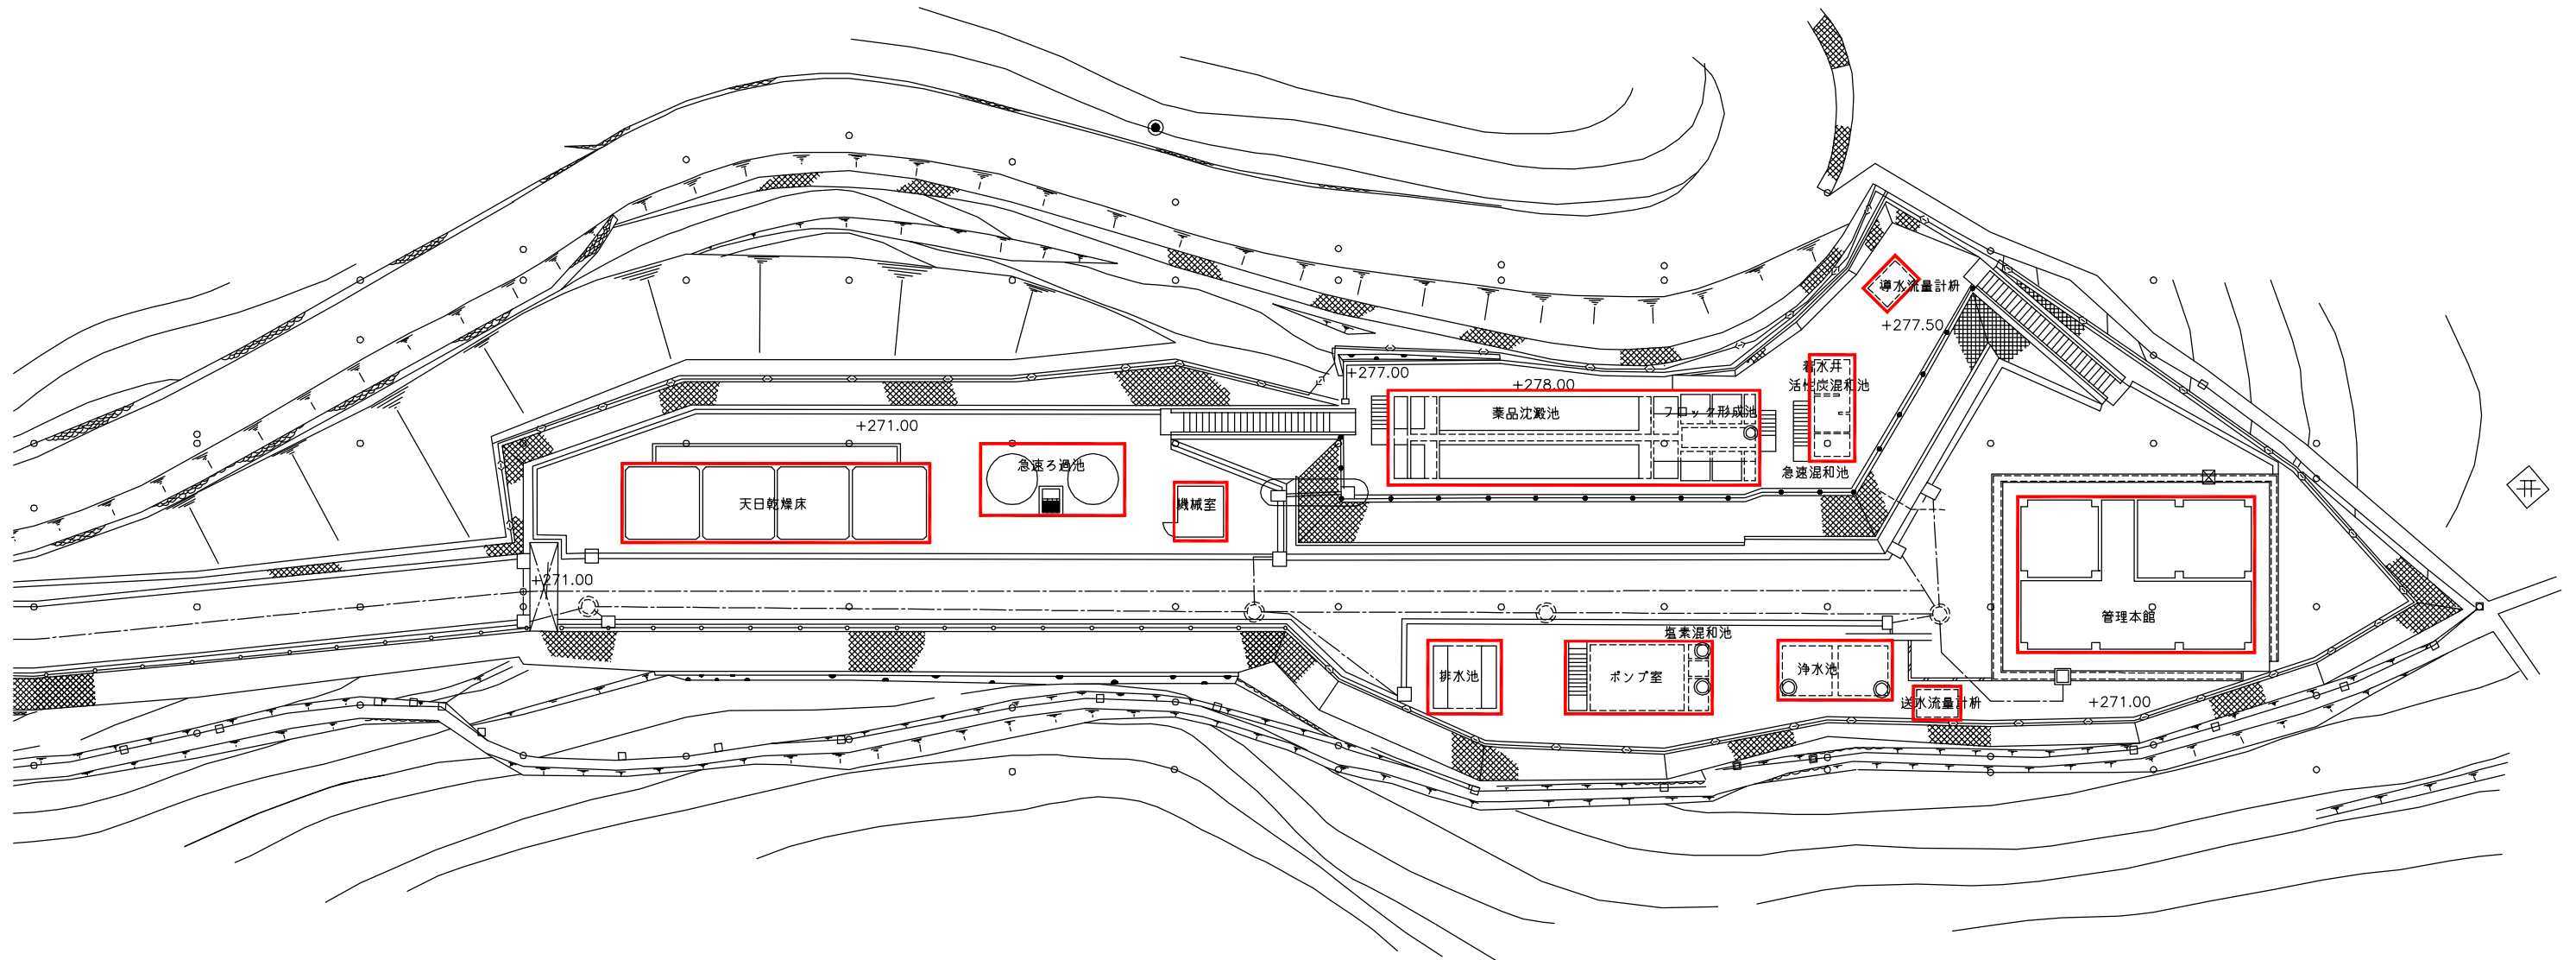 導水流量計枡
+277.50
着水井
活性炭混和池
急速混和池
+277.00
+278.00
薬品沈澱池
フロック形成池
+271.00
急速ろ過池
機械室
天日乾燥床
+271.00
管理本館
塩素混和池
排水池
ポンプ室
浄水池
送水流量計枡
+271.00